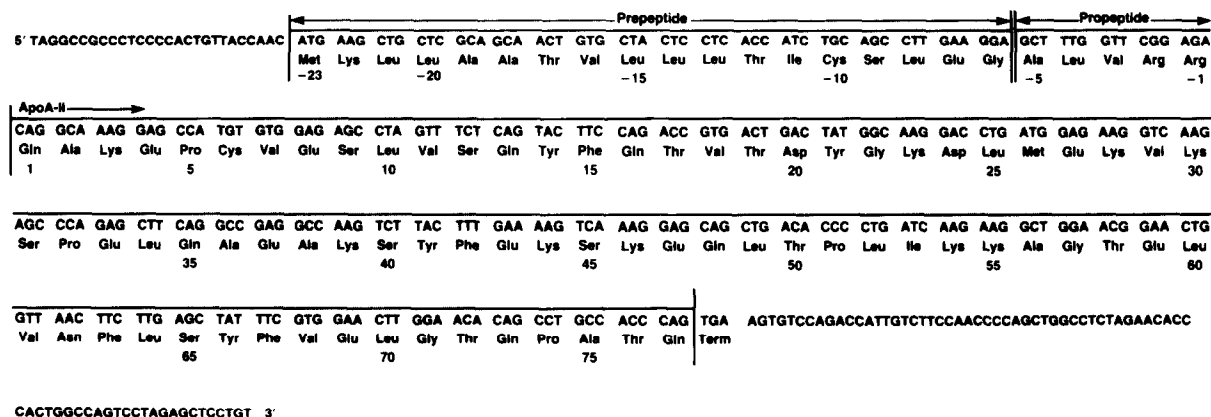 Prepeptide Propeptide
5' TAGGCCGCCCTCCCCACTGTTACCAAC ATG AAG CTG CTC GCA GCA ACT GTG CTA CTC CTC ACC ATC TGC AGC CTT GAA GGA GCT TTG GTT CGG AGA
Met Lys Leu Leu Ala Ala Thr Val Leu Leu Leu Thr Ile Cys Ser Leu Glu Gly Ala Leu Val Arg Arg
-23 -20 -15 -10 -5 -1
ApoA-II
CAG GCA AAG GAG CCA TGT GTG GAG AGC CTA GTT TCT CAG TAC TTC CAG ACC GTG ACT GAC TAT GGC AAG GAC CTG ATG GAG AAG GTC AAG
Gln Ala Lys Glu Pro Cys Val Glu Ser Leu Val Ser Gln Tyr Phe Gln Thr Val Thr Asp Tyr Gly Lys Asp Leu Met Glu Lys Val Lys
1 5 10 15 20 25 30
AGC CCA GAG CTT CAG GCC GAG GCC AAG TCT TAC TTT GAA AAG TCA AAG GAG CAG CTG ACA CCC CTG ATC AAG AAG GCT GGA ACG GAA CTG
Ser Pro Glu Leu Gln Ala Glu Ala Lys Ser Tyr Phe Glu Lys Ser Lys Glu Gln Leu Thr Pro Leu Ile Lys Lys Ala Gly Thr Glu Leu
35 40 45 50 55 60
GTT AAC TTC TTG AGC TAT TTC GTG GAA CTT GGA ACA CAG CCT GCC ACC CAG TGA AGTGTCCAGACCATTGTCTTCCAACCCCAGCTGGCCTCTAGAACACC
Val Asn Phe Leu Ser Tyr Phe Val Glu Leu Gly Thr Gln Pro Ala Thr Gln Term
65 70 75
CACTGGCCAGTCCTAGAGCTCCTGT 3'